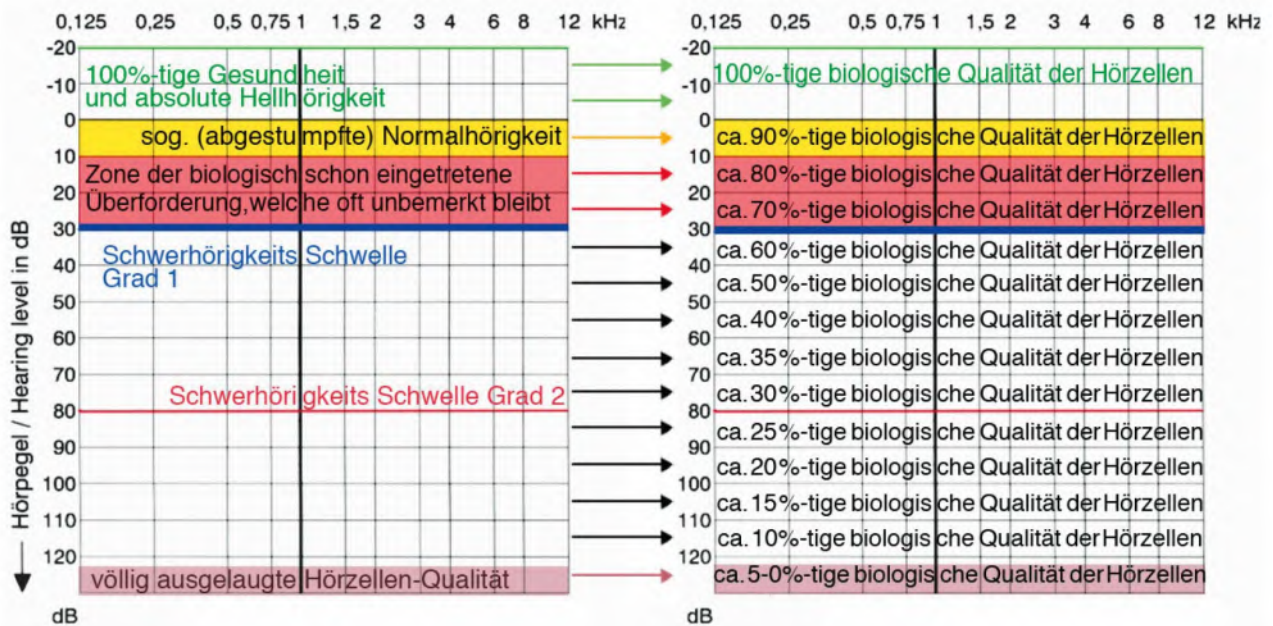 0,125 0,25 0,5 0,75 1 1,5 2 3 4 6 8 12 kHz
-20
-10
0
10
20
30
40
50
60
70
80
90
100
110
120
dB
Hörpegel / Hearing level in dB
100%-tige Gesundheit
und absolute Hellhörigkeit
sog. (abgestumpfte) Normalhörigkeit
Zone der biologisch schon eingetretene
Überforderung,welche oft unbemerkt bleibt
Schwerhörigkeits Schwelle
Grad 1
Schwerhörigkeits Schwelle Grad 2
völlig ausgelaugte Hörzellen-Qualität
0,125 0,25 0,5 0,75 1 1,5 2 3 4 6 8 12 kHz
-20
-10
0
10
20
30
40
50
60
70
80
90
100
110
120
dB
100%-tige biologische Qualität der Hörzellen
ca.90%-tige biologische Qualität der Hörzellen
ca.80%-tige biologische Qualität der Hörzellen
ca.70%-tige biologische Qualität der Hörzellen
ca.60%-tige biologische Qualität der Hörzellen
ca.50%-tige biologische Qualität der Hörzellen
ca.40%-tige biologische Qualität der Hörzellen
ca.35%-tige biologische Qualität der Hörzellen
ca.30%-tige biologische Qualität der Hörzellen
ca.25%-tige biologische Qualität der Hörzellen
ca.20%-tige biologische Qualität der Hörzellen
ca.15%-tige biologische Qualität der Hörzellen
ca.10%-tige biologische Qualität der Hörzellen
ca.5-0%-tige biologische Qualität der Hörzellen